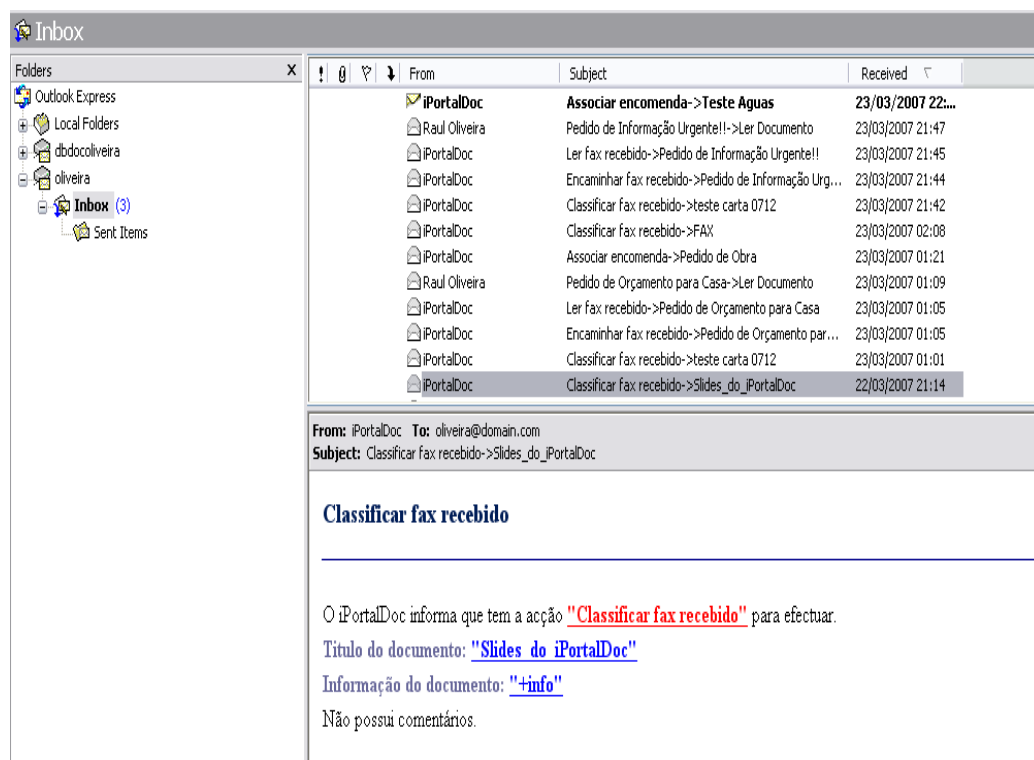 Inbox
Folders X
Outlook Express
Local Folders
dbdocoliveira
oliveira
Inbox (3)
Sent Items
! From Subject Received
iPortalDoc Associar encomenda->Teste Aguas 23/03/2007 22:...
Raul Oliveira Pedido de Informação Urgente!!->Ler Documento 23/03/2007 21:47
iPortalDoc Ler fax recebido->Pedido de Informação Urgente!! 23/03/2007 21:45
iPortalDoc Encaminhar fax recebido->Pedido de Informação Urg... 23/03/2007 21:44
iPortalDoc Classificar fax recebido->teste carta 0712 23/03/2007 21:42
iPortalDoc Classificar fax recebido->FAX 23/03/2007 02:08
iPortalDoc Associar encomenda->Pedido de Obra 23/03/2007 01:21
Raul Oliveira Pedido de Orçamento para Casa->Ler Documento 23/03/2007 01:09
iPortalDoc Ler fax recebido->Pedido de Orçamento para Casa 23/03/2007 01:05
iPortalDoc Encaminhar fax recebido->Pedido de Orçamento par... 23/03/2007 01:05
iPortalDoc Classificar fax recebido->teste carta 0712 23/03/2007 01:01
iPortalDoc Classificar fax recebido->Slides_do_iPortalDoc 22/03/2007 21:14
From: iPortalDoc To: oliveira@domain.com
Subject: Classificar fax recebido->Slides_do_iPortalDoc
Classificar fax recebido
O iPortalDoc informa que tem a acção "Classificar fax recebido" para efectuar.
Titulo do documento: "Slides_do_iPortalDoc"
Informação do documento: "+info"
Não possui comentários.